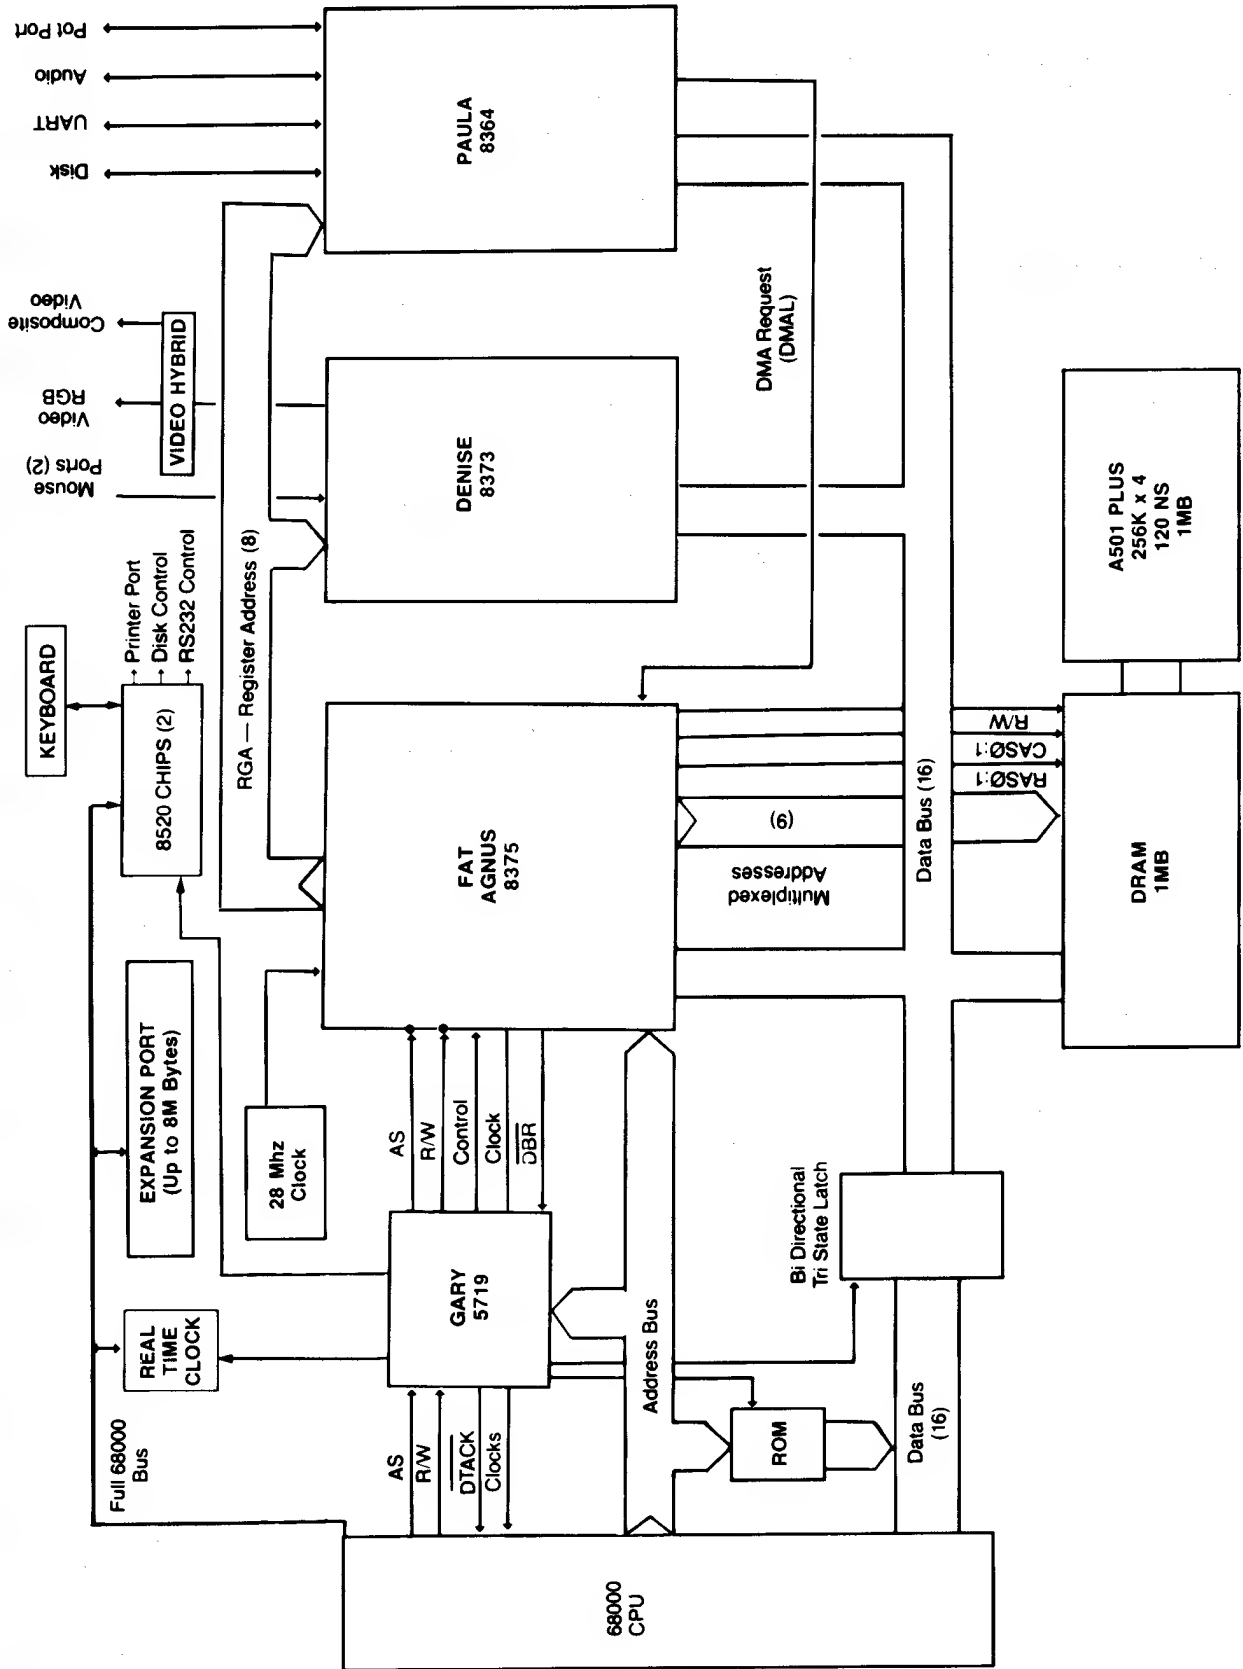 Full 68000
Bus
REAL
TIME
CLOCK
EXPANSION PORT
(Up to 8M Bytes)
KEYBOARD
8520 CHIPS (2)
Printer Port
Disk Control
RS232 Control
Mouse
Ports (2)
Video
RGB
Composite
Video
VIDEO HYBRID
Disk
UART
Audio
Pot Port
28 Mhz
Clock
RGA — Register Address (8)
68000
CPU
AS
R/W
DTACK
Clocks
GARY
5719
AS
R/W
Control
Clock
DBR
FAT
AGNUS
8375
DENISE
8373
PAULA
8364
Address Bus
ROM
Data Bus
(16)
Bi Directional
Tri State Latch
Multiplexed
Addresses
(9)
DMA Request
(DMAL)
Data Bus (16)
RASØ:1
CASØ:1
R/W
DRAM
1MB
A501 PLUS
256K x 4
120 NS
1MB